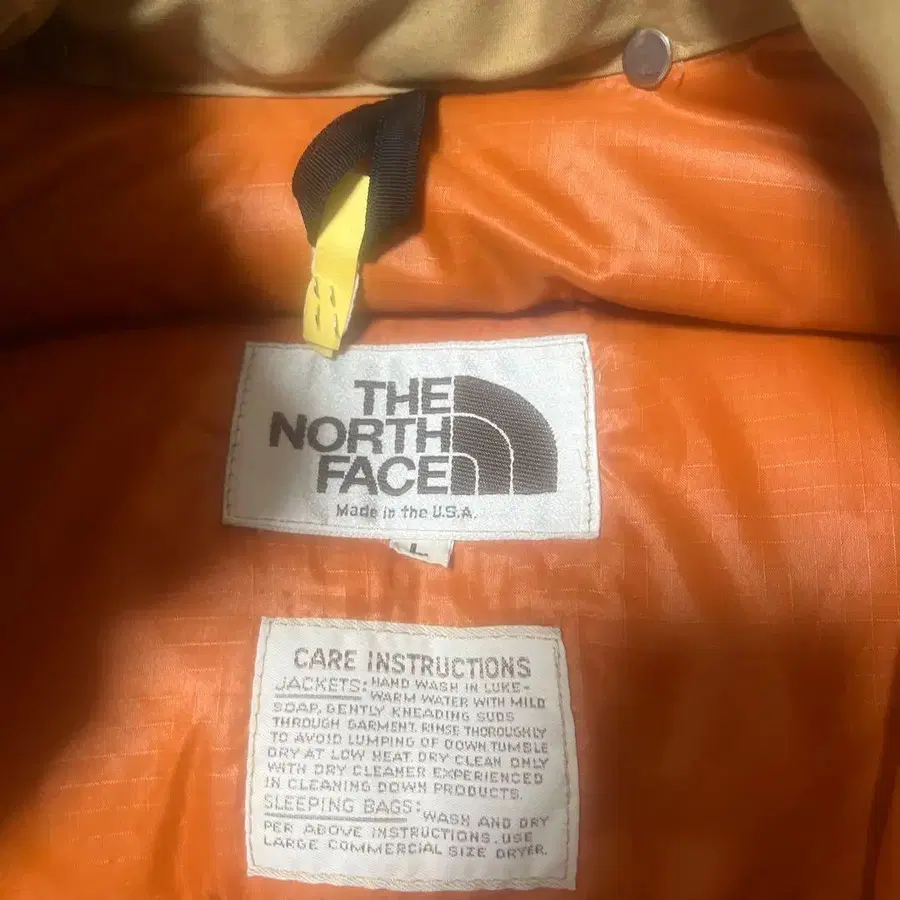 THE
NORTH
FACE
Made in the U.S.A.
L
CARE INSTRUCTIONS
JACKETS: HAND WASH IN LUKE-
WARM WATER WITH MILD
SOAP, GENTLY KNEADING SUDS
THROUGH GARMENT. RINSE THOROUGHLY
TO AVOID LUMPING OF DOWN. TUMBLE
DRY AT LOW HEAT. DRY CLEAN ONLY
WITH DRY CLEANER EXPERIENCED
IN CLEANING DOWN PRODUCTS.
SLEEPING BAGS:
WASH AND DRY
PER ABOVE INSTRUCTIONS. USE
LARGE COMMERCIAL SIZE DRYER.